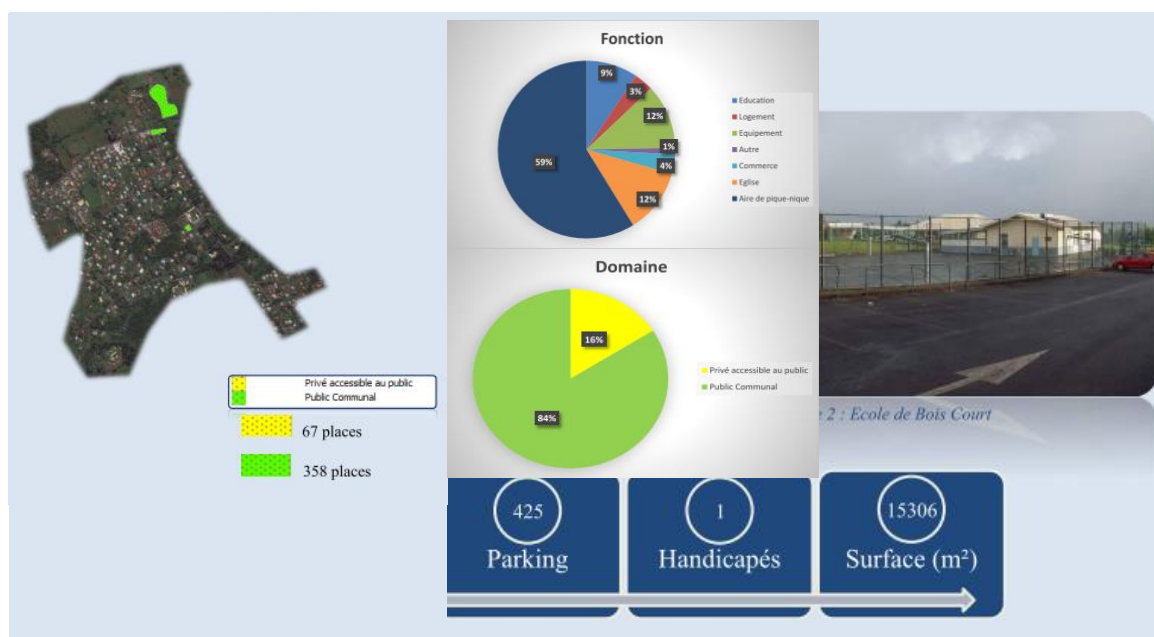 Fonction
9%
3%
12%
1%
4%
12%
59%
Education
Logement
Equipement
Autre
Commerce
Eglise
Aire de pique-nique
Domaine
16%
84%
Privé accessible au public
Public Communal
Privé accessible au public
Public Communal
67 places
358 places
2 : Ecole de Bois Court
425
Parking
1
Handicapés
15306
Surface (m²)